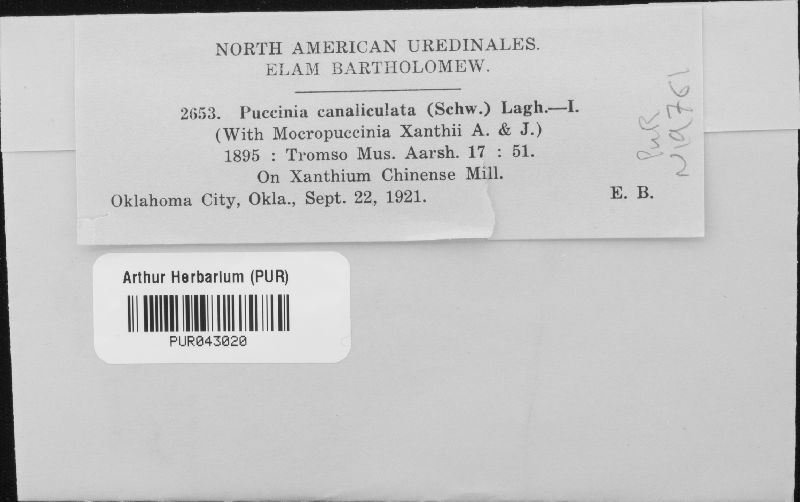 NORTH AMERICAN UREDINALES.
ELAM BARTHOLOMEW.
2653. Puccinia canaliculata (Schw.) Lagh.—I.
(With Mocropuccinia Xanthii A. & J.)
1895 : Tromso Mus. Aarsh. 17 : 51.
On Xanthium Chinense Mill.
Oklahoma City, Okla., Sept. 22, 1921.
E. B.
PUR
N19761
Arthur Herbarium (PUR)
PUR043020